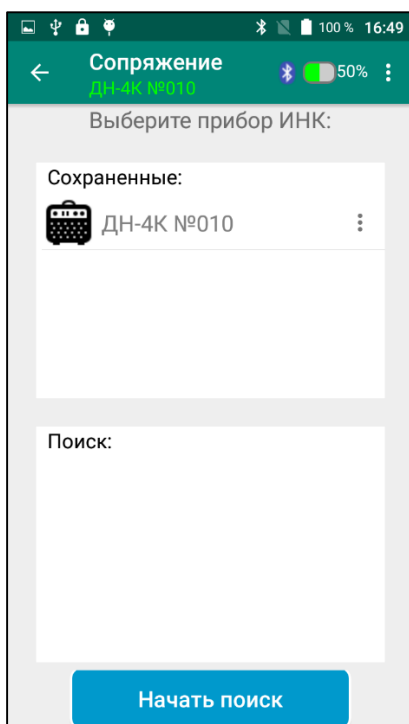 100 % 16:49
Сопряжение
50%
ДН-4К №010
Выберите прибор ИНК:
Сохраненные:
ДН-4К №010
Поиск:
Начать поиск